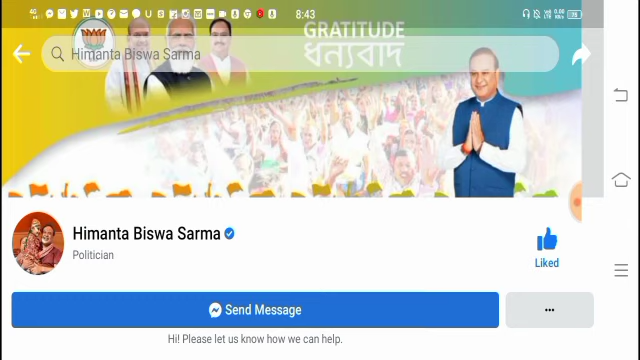 8:43
GRATITUDE
ধন্যবাদ
Himanta Biswa Sarma
Himanta Biswa Sarma
Politician
Liked
Send Message
Hi! Please let us know how we can help.